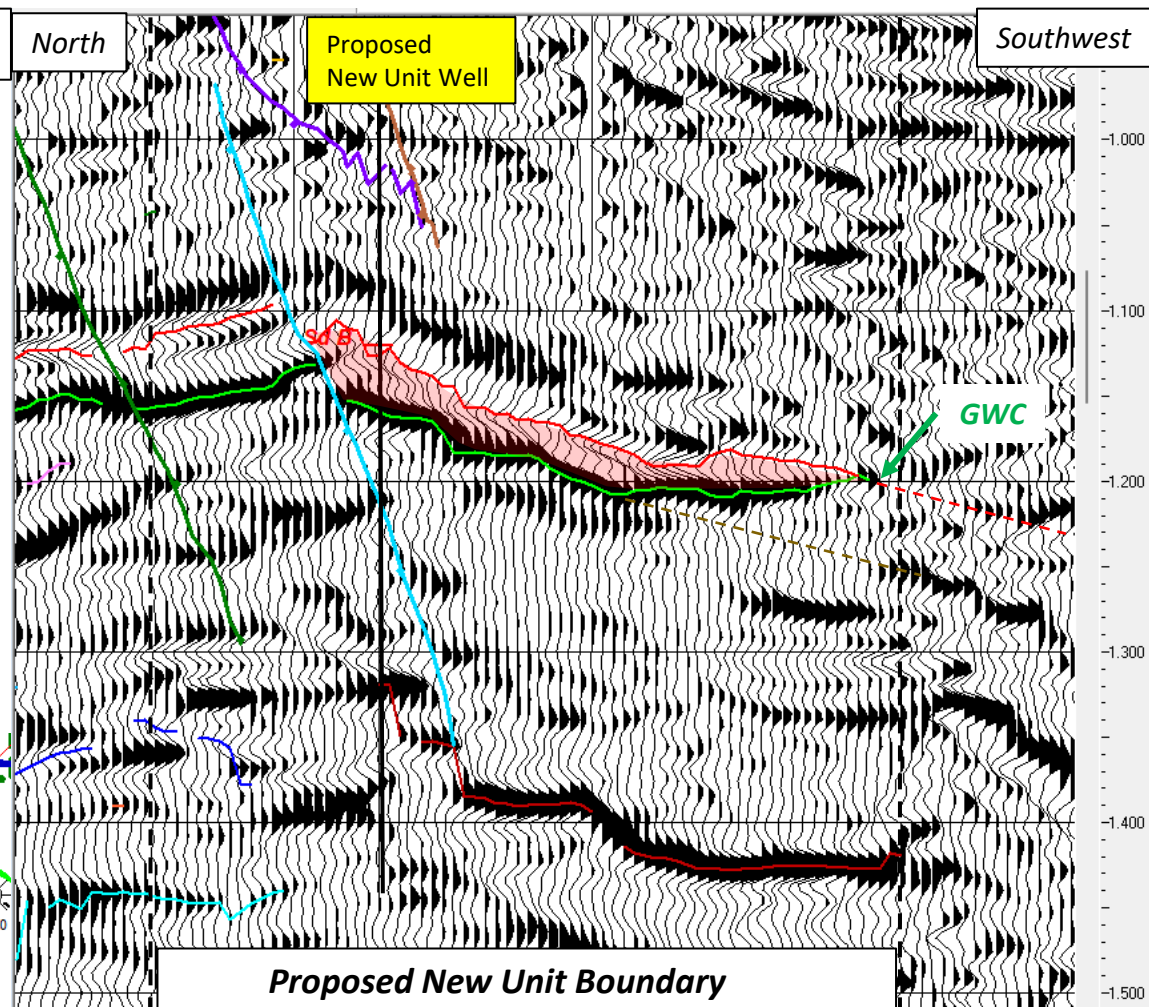 North
Proposed
New Unit Well
Southwest
-1.000
-1.100
Sd B
GWC
-1.200
-1.300
-1.400
0
Proposed New Unit Boundary
-1.500